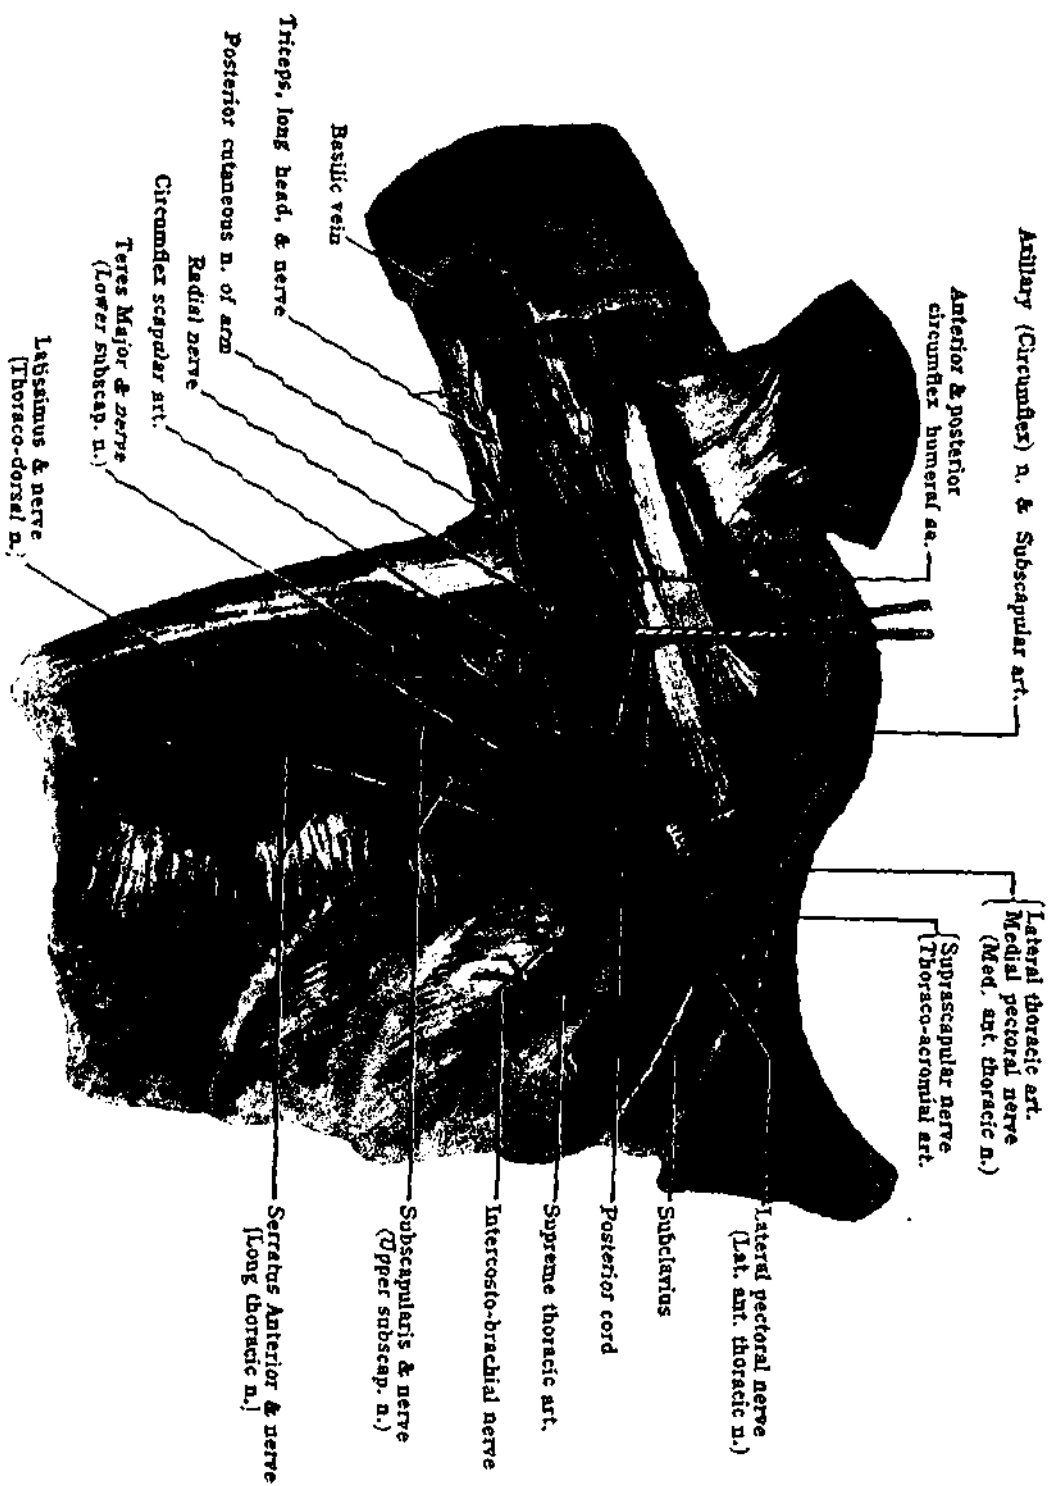 Axillary (Circumflex) n. & Subscapular art.
Anterior & posterior
circumflex humeral aa.
Lateral thoracic art.
Medial pectoral nerve
(Med. ant. thoracic n.)
Suprascapular nerve
Thoraco-acromial art.
Basilic vein
Triceps, long head, & nerve
Posterior cutaneous n. of arm
Radial nerve
Circumflex scapular art.
Teres Major & nerve
(Lower subscap. n.)
Latissimus & nerve
(Thoraco-dorsal n.)
Lateral pectoral nerve
(Lat. ant. thoracic n.)
Subclavius
Posterior cord
Supreme thoracic art.
Intercosto-brachial nerve
Subscapularis & nerve
(Upper subscap. n.)
Serratus Anterior & nerve
(Long thoracic n.)